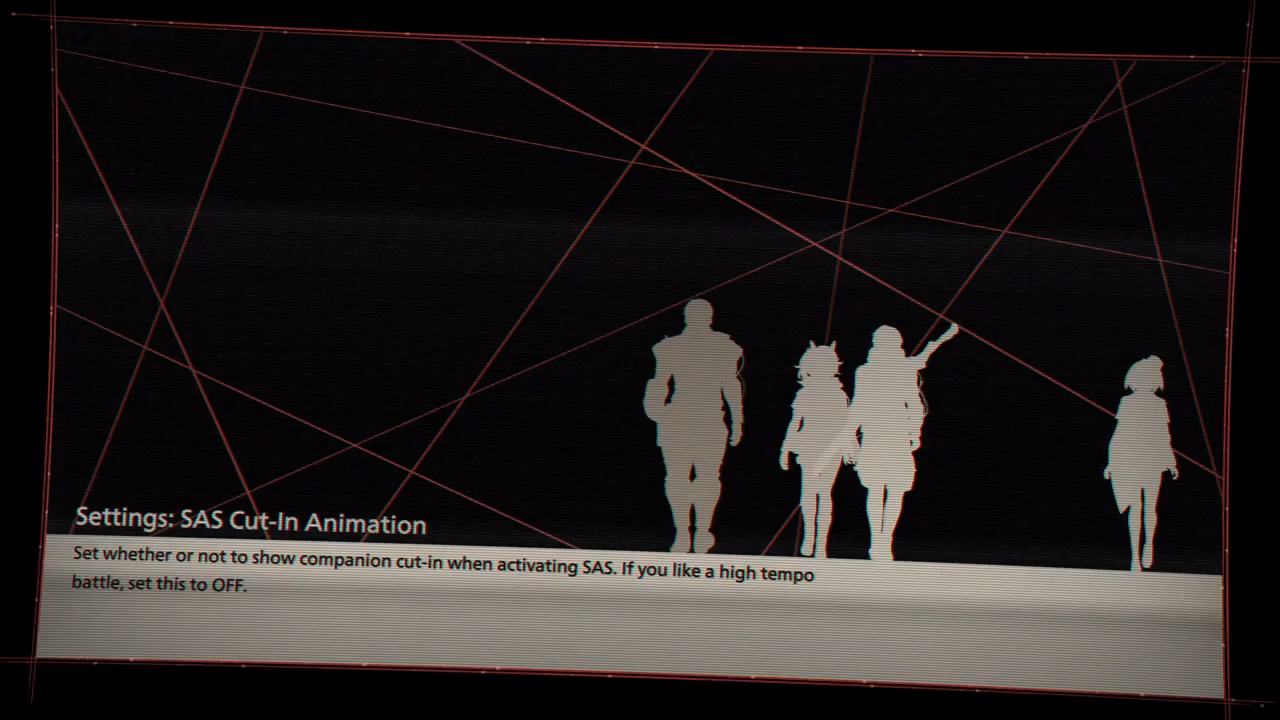 Settings: SAS Cut-In Animation
Set whether or not to show companion cut-in when activating SAS. If you like a high tempo
battle, set this to OFF.